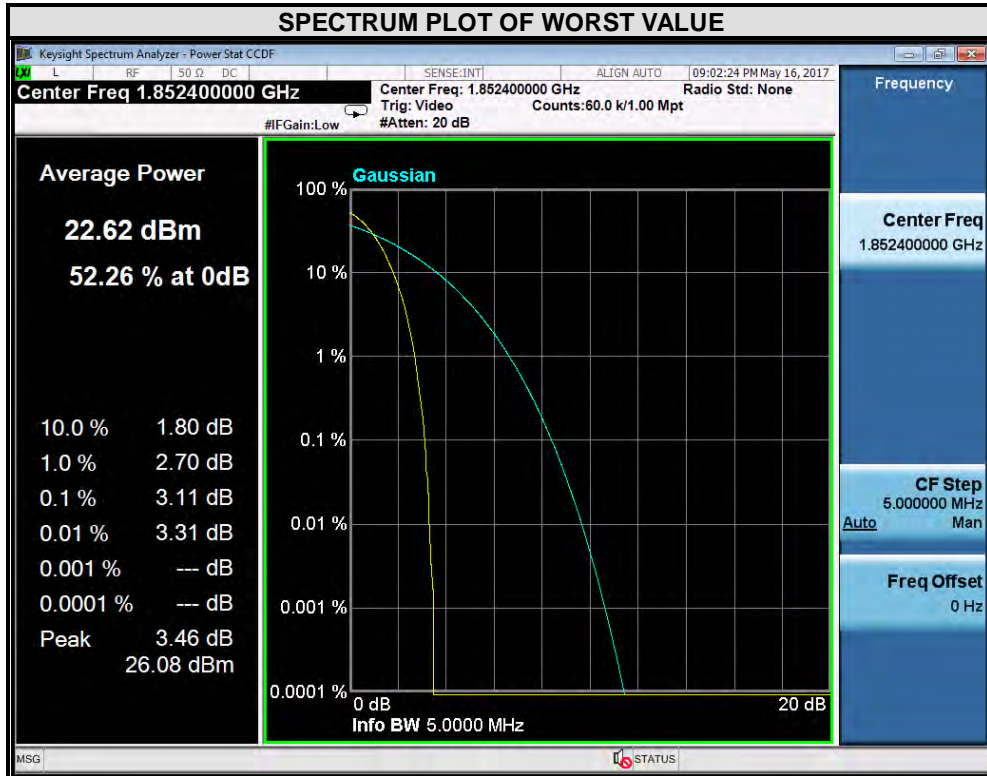 SPECTRUM PLOT OF WORST VALUE
Keysight Spectrum Analyzer - Power Stat CCDF
LXI L RF 50 Ω DC SENSE:INT ALIGN AUTO 09:02:24 PM May 16, 2017
Center Freq 1.852400000 GHz
Center Freq: 1.852400000 GHz Radio Std: None
Trig: Video Counts:60.0 k/1.00 Mpt
#IFGain:Low #Atten: 20 dB
Frequency
Average Power
22.62 dBm
52.26 % at 0dB
10.0 % 1.80 dB
1.0 % 2.70 dB
0.1 % 3.11 dB
0.01 % 3.31 dB
0.001 % --- dB
0.0001 % --- dB
Peak 3.46 dB
26.08 dBm
Gaussian
100 %
10 %
1 %
0.1 %
0.01 %
0.001 %
0.0001 %
0 dB 20 dB
Info BW 5.0000 MHz
Center Freq
1.852400000 GHz
CF Step
5.000000 MHz
Auto Man
Freq Offset
0 Hz
MSG STATUS